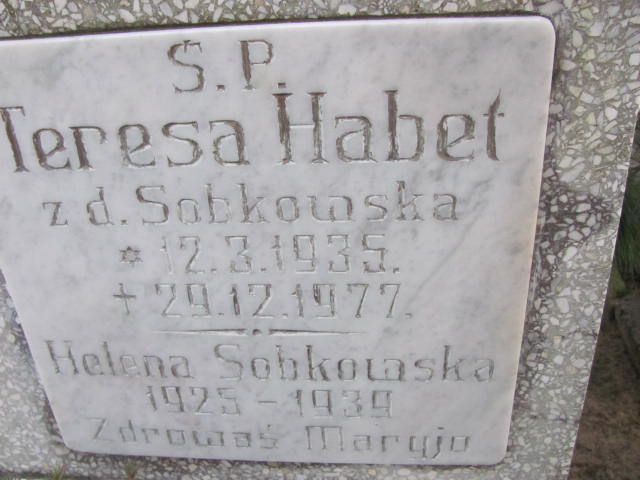 Ś.P.
Teresa Habet
z d. Sobkowska
* 12.3.1935.
† 29.12.1977.
Helena Sobkowska
1925 - 1939
Zdrowaś Maryjo